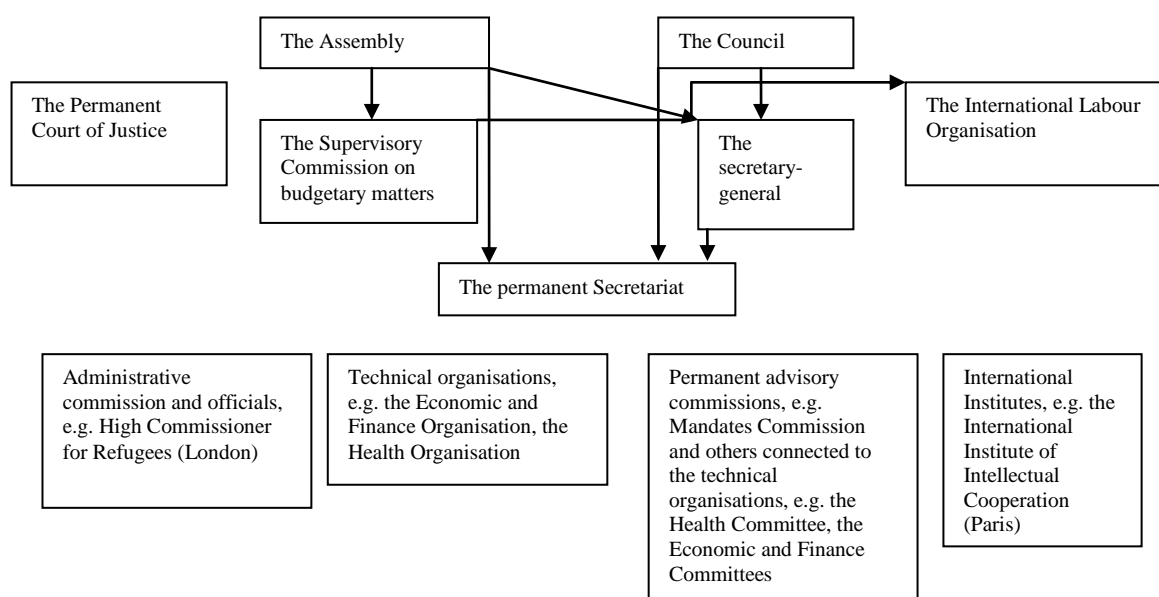 The Assembly
The Council
The Permanent
Court of Justice
The Supervisory
Commission on
budgetary matters
The
secretary-
general
The International Labour
Organisation
The permanent Secretariat
Administrative
commission and officials,
e.g. High Commissioner
for Refugees (London)
Technical organisations,
e.g. the Economic and
Finance Organisation, the
Health Organisation
Permanent advisory
commissions, e.g.
Mandates Commission
and others connected to
the technical
organisations, e.g. the
Health Committee, the
Economic and Finance
Committees
International
Institutes, e.g. the
International
Institute of
Intellectual
Cooperation
(Paris)